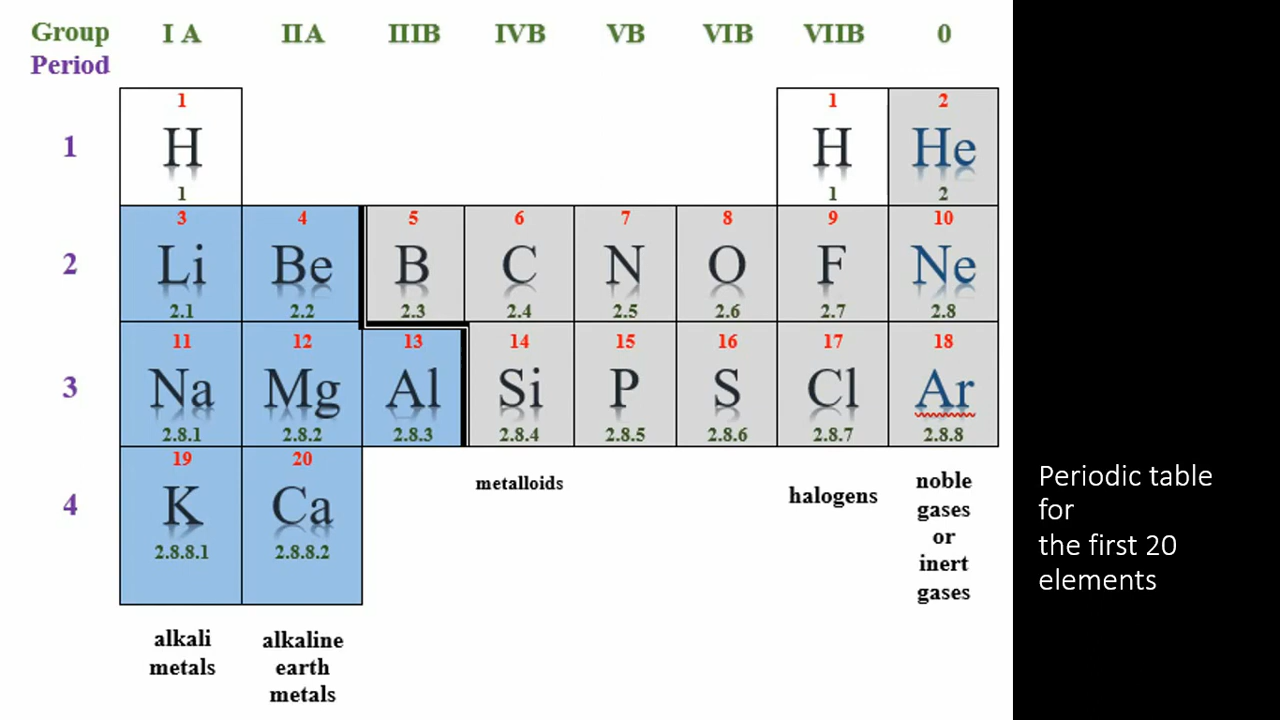 Group IA IIA IIIB IVB VB VIB VIIB 0
Period
1 1 2
1 H H He
1 1 2
3 4 5 6 7 8 9 10
2 Li Be B C N O F Ne
2.1 2.2 2.3 2.4 2.5 2.6 2.7 2.8
11 12 13 14 15 16 17 18
3 Na Mg Al Si P S Cl Ar
2.8.1 2.8.2 2.8.3 2.8.4 2.8.5 2.8.6 2.8.7 2.8.8
19 20
4 K Ca
2.8.8.1 2.8.8.2
metalloids
halogens
noble
gases
or
inert
gases
alkali
metals
alkaline
earth
metals
Periodic table
for
the first 20
elements